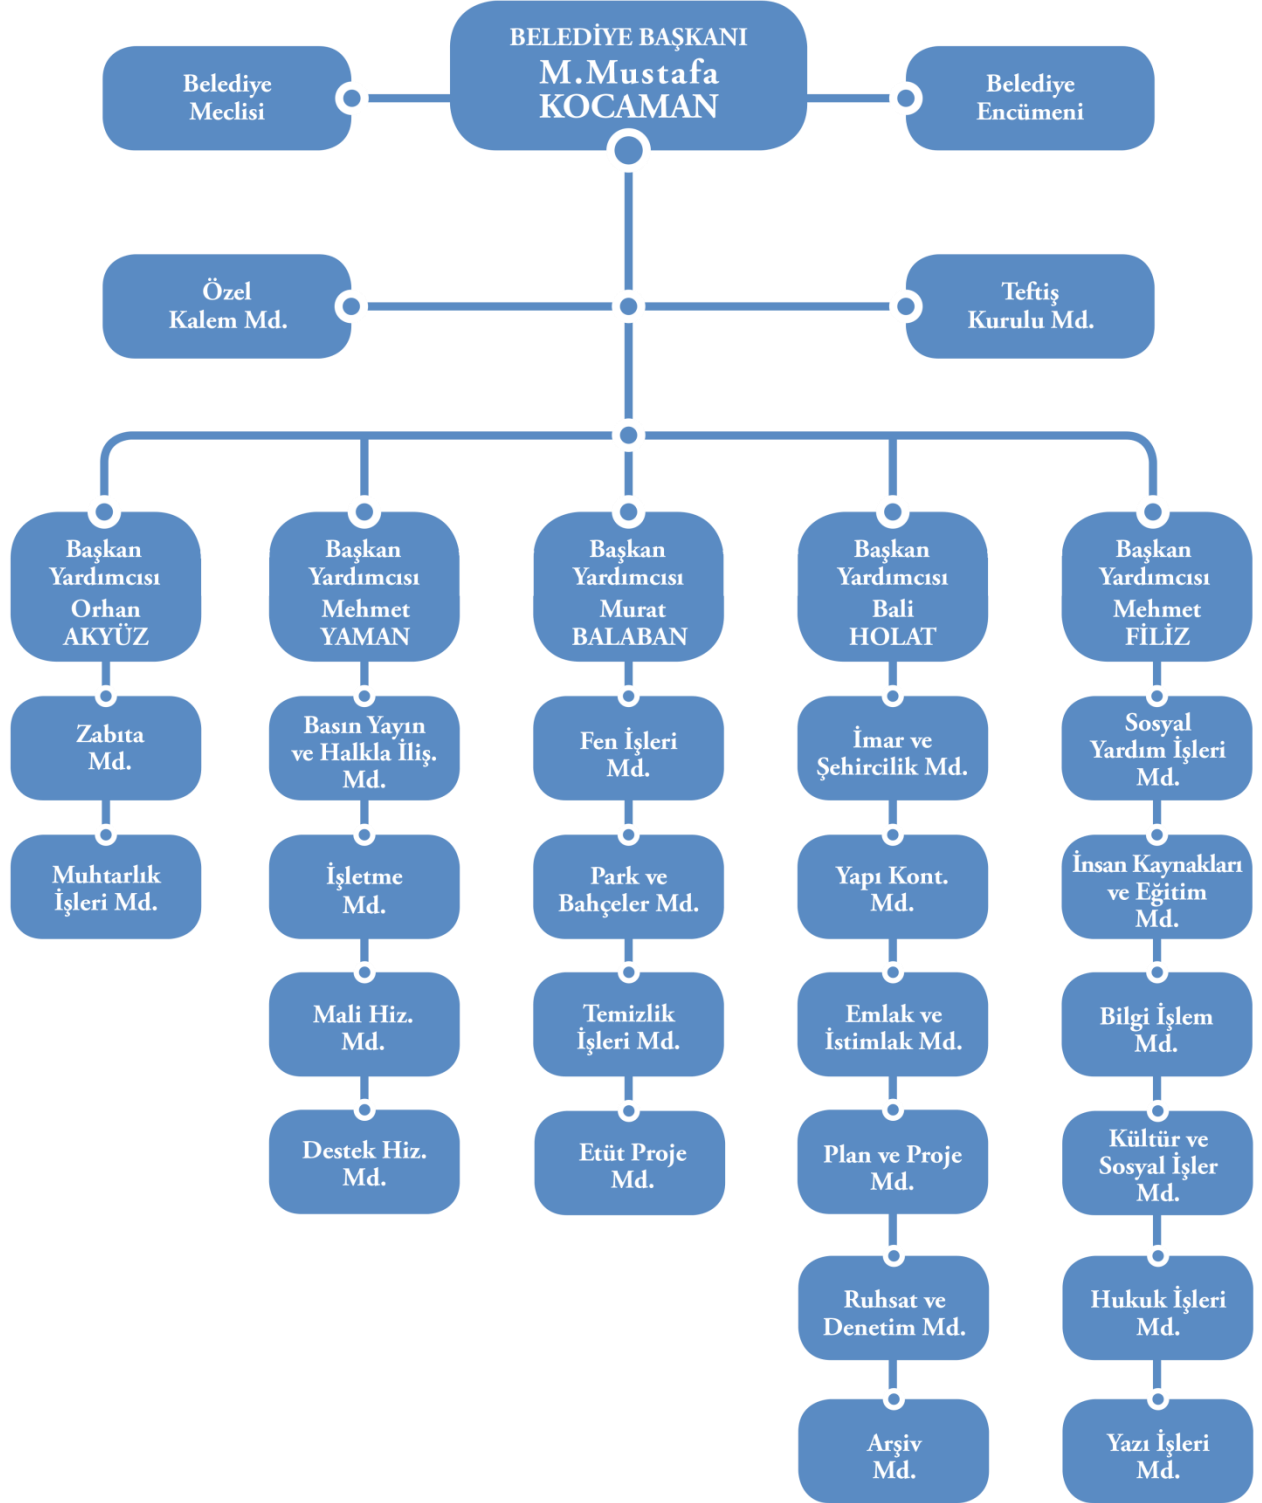 BELEDİYE BAŞKANI
M.Mustafa
KOCAMAN
Belediye
Meclisi
Belediye
Encümeni
Özel
Kalem Md.
Teftiş
Kurulu Md.
Başkan
Yardımcısı
Orhan
AKYÜZ
Zabıta
Md.
Muhtarlık
İşleri Md.
Başkan
Yardımcısı
Mehmet
YAMAN
Basın Yayın
ve Halkla İliş.
Md.
İşletme
Md.
Mali Hiz.
Md.
Destek Hiz.
Md.
Başkan
Yardımcısı
Murat
BALABAN
Fen İşleri
Md.
Park ve
Bahçeler Md.
Temizlik
İşleri Md.
Etüt Proje
Md.
Başkan
Yardımcısı
Bali
HOLAT
İmar ve
Şehircilik Md.
Yapı Kont.
Md.
Emlak ve
İstimlak Md.
Plan ve Proje
Md.
Ruhsat ve
Denetim Md.
Arşiv
Md.
Başkan
Yardımcısı
Mehmet
FİLİZ
Sosyal
Yardım İşleri
Md.
İnsan Kaynakları
ve Eğitim
Md.
Bilgi İşlem
Md.
Kültür ve
Sosyal İşler
Md.
Hukuk İşleri
Md.
Yazı İşleri
Md.